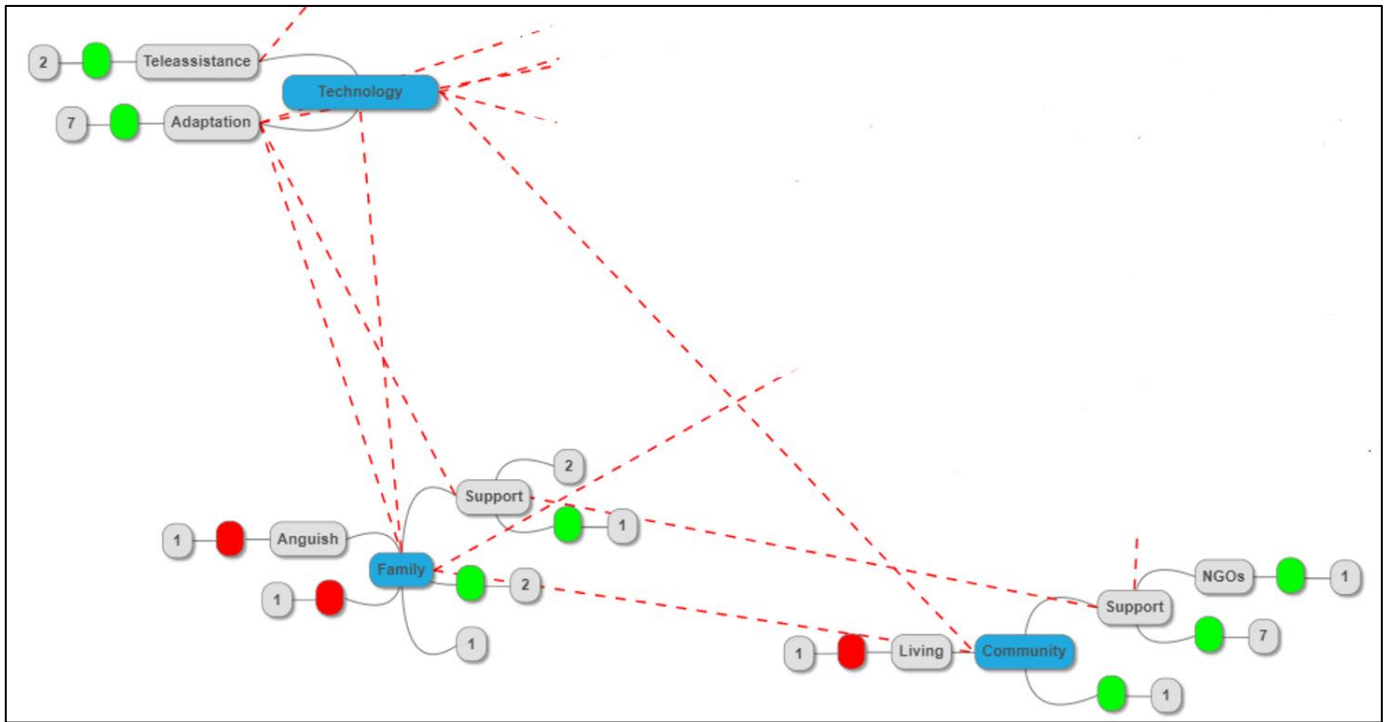 2
Teleassistance
Technology
7
Adaptation
2
Support
1
1
Anguish
Family
2
1
1
NGOs
1
Support
7
1
Living
Community
1